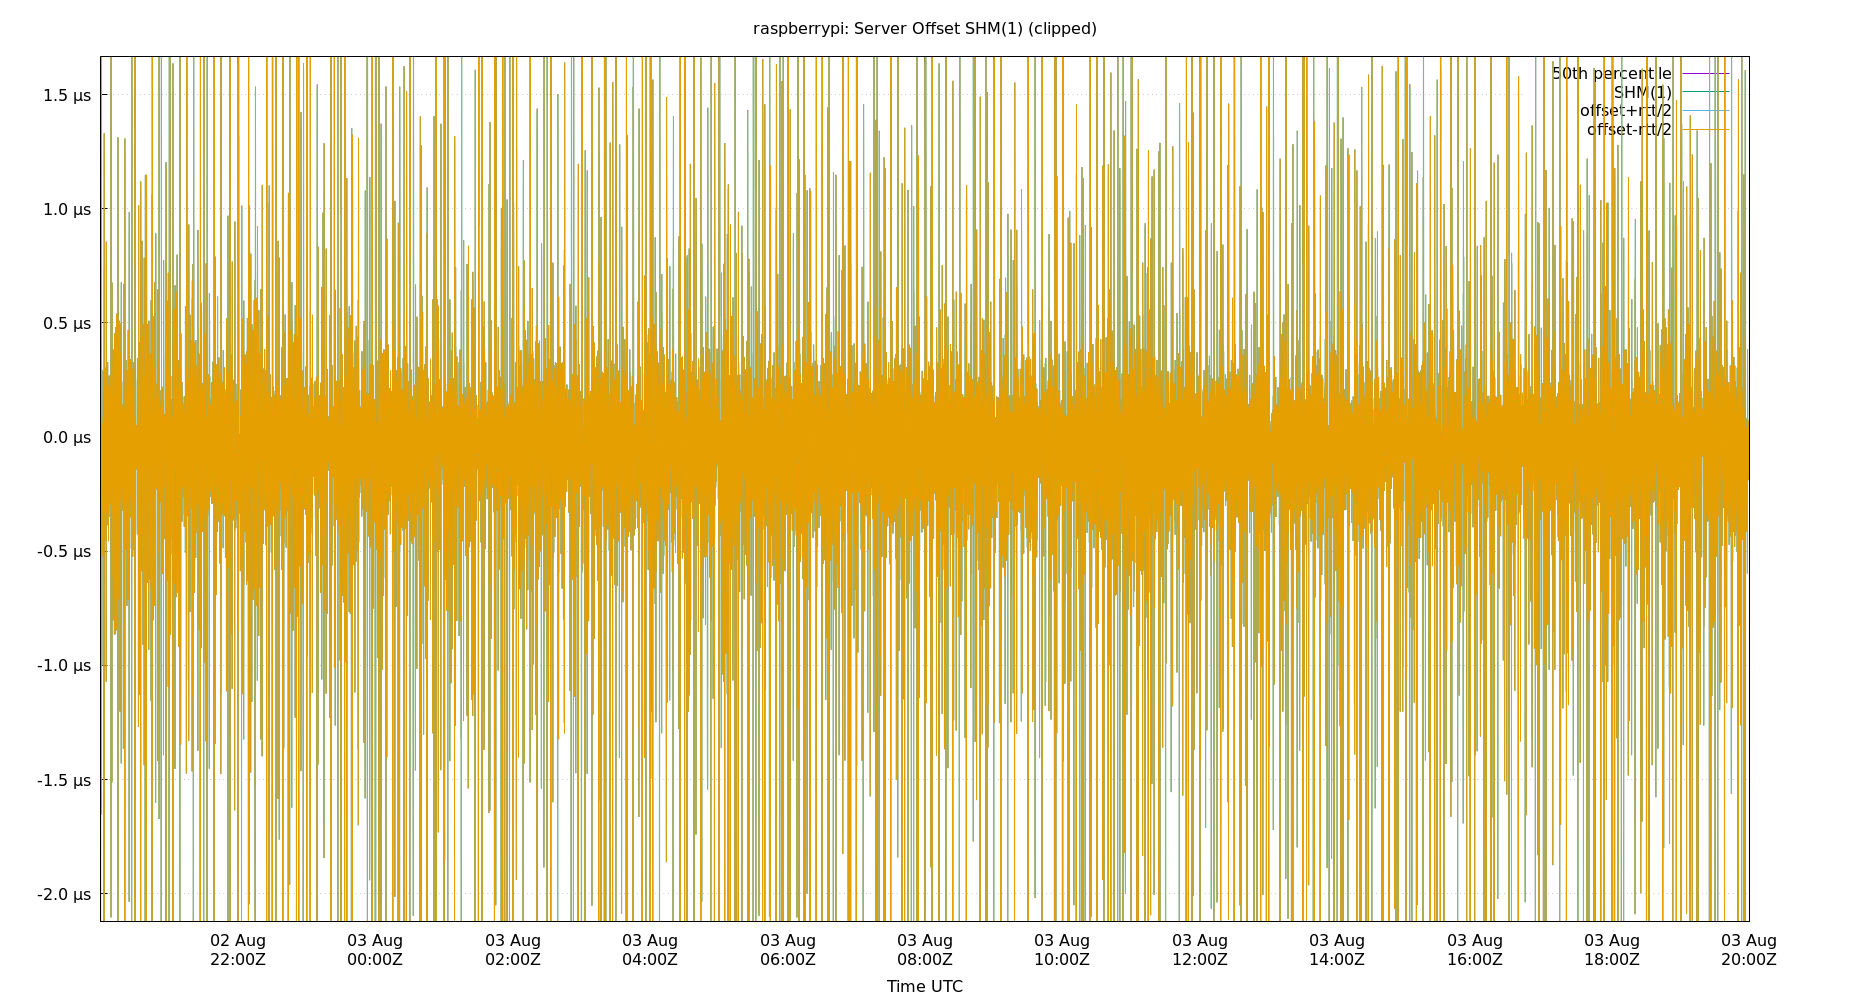 raspberrypi: Server Offset SHM(1) (clipped)
50th percentile
SHM(1)
offset+rtt/2
offset-rtt/2
1.5 µs
1.0 µs
0.5 µs
0.0 µs
-0.5 µs
-1.0 µs
-1.5 µs
-2.0 µs
02 Aug 03 Aug 03 Aug 03 Aug 03 Aug 03 Aug 03 Aug 03 Aug 03 Aug 03 Aug 03 Aug 03 Aug
22:00Z 00:00Z 02:00Z 04:00Z 06:00Z 08:00Z 10:00Z 12:00Z 14:00Z 16:00Z 18:00Z 20:00Z
Time UTC